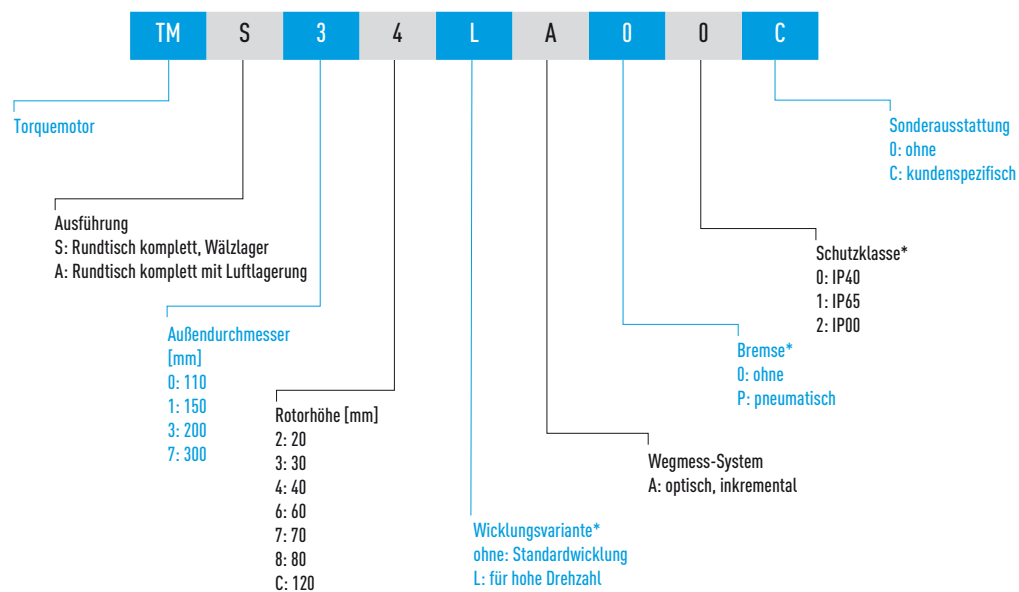 TM S 3 4 L A 0 0 C
Torquemotor
Ausführung
S: Rundtisch komplett, Wälzlager
A: Rundtisch komplett mit Luftlagerung
Außendurchmesser
[mm]
0: 110
1: 150
3: 200
7: 300
Rotorhöhe [mm]
2: 20
3: 30
4: 40
6: 60
7: 70
8: 80
C: 120
Wicklungsvariante*
ohne: Standardwicklung
L: für hohe Drehzahl
Wegmess-System
A: optisch, inkremental
Bremse*
0: ohne
P: pneumatisch
Schutzklasse*
0: IP40
1: IP65
2: IP00
Sonderausstattung
0: ohne
C: kundenspezifisch